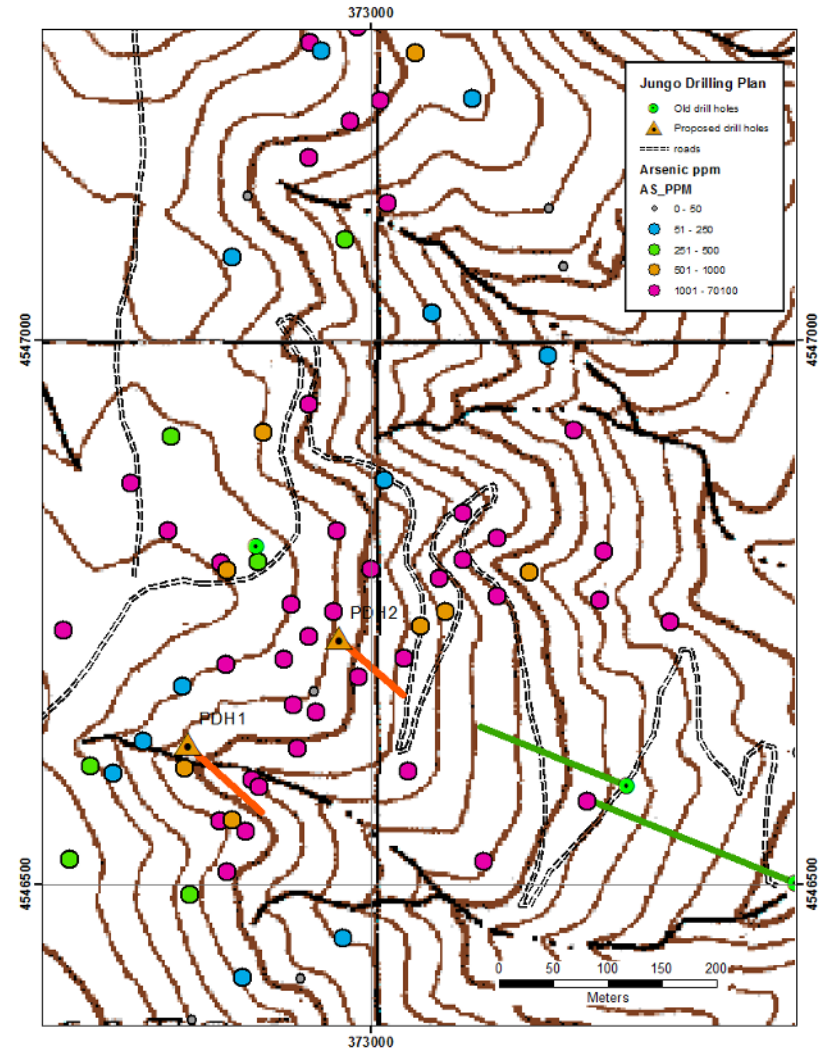 373000
Jungo Drilling Plan
Old drill holes
Proposed drill holes
roads
Arsenic ppm
AS_PPM
0 - 50
51 - 250
251 - 500
501 - 1000
1001 - 70100
4547000
4547000
PDH2
PDH1
4546500
4546500
0 50 100 150 200
Meters
373000